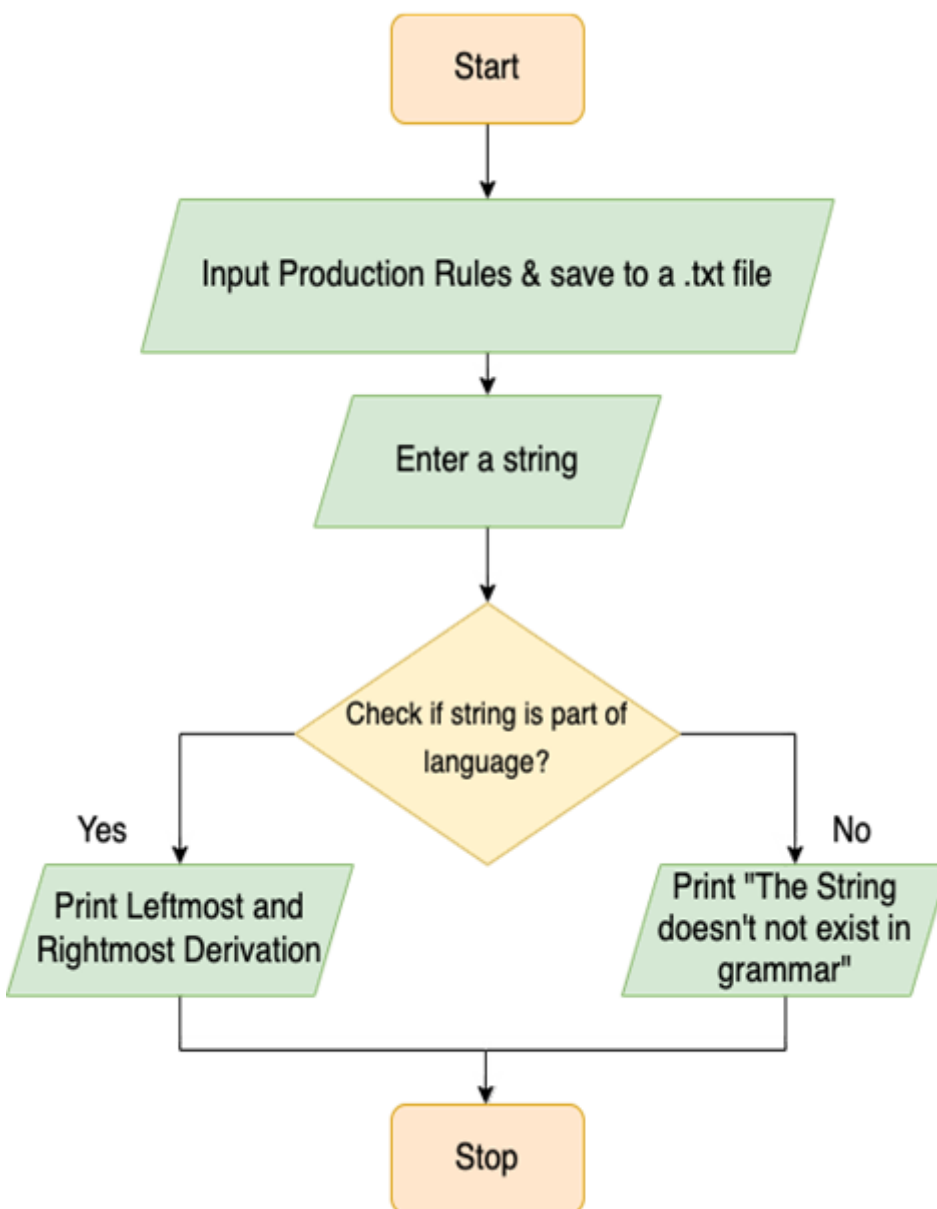 Start
Input Production Rules & save to a .txt file
Enter a string
Check if string is part of
language?
Yes
No
Print Leftmost and
Rightmost Derivation
Print "The String
doesn't not exist in
grammar"
Stop